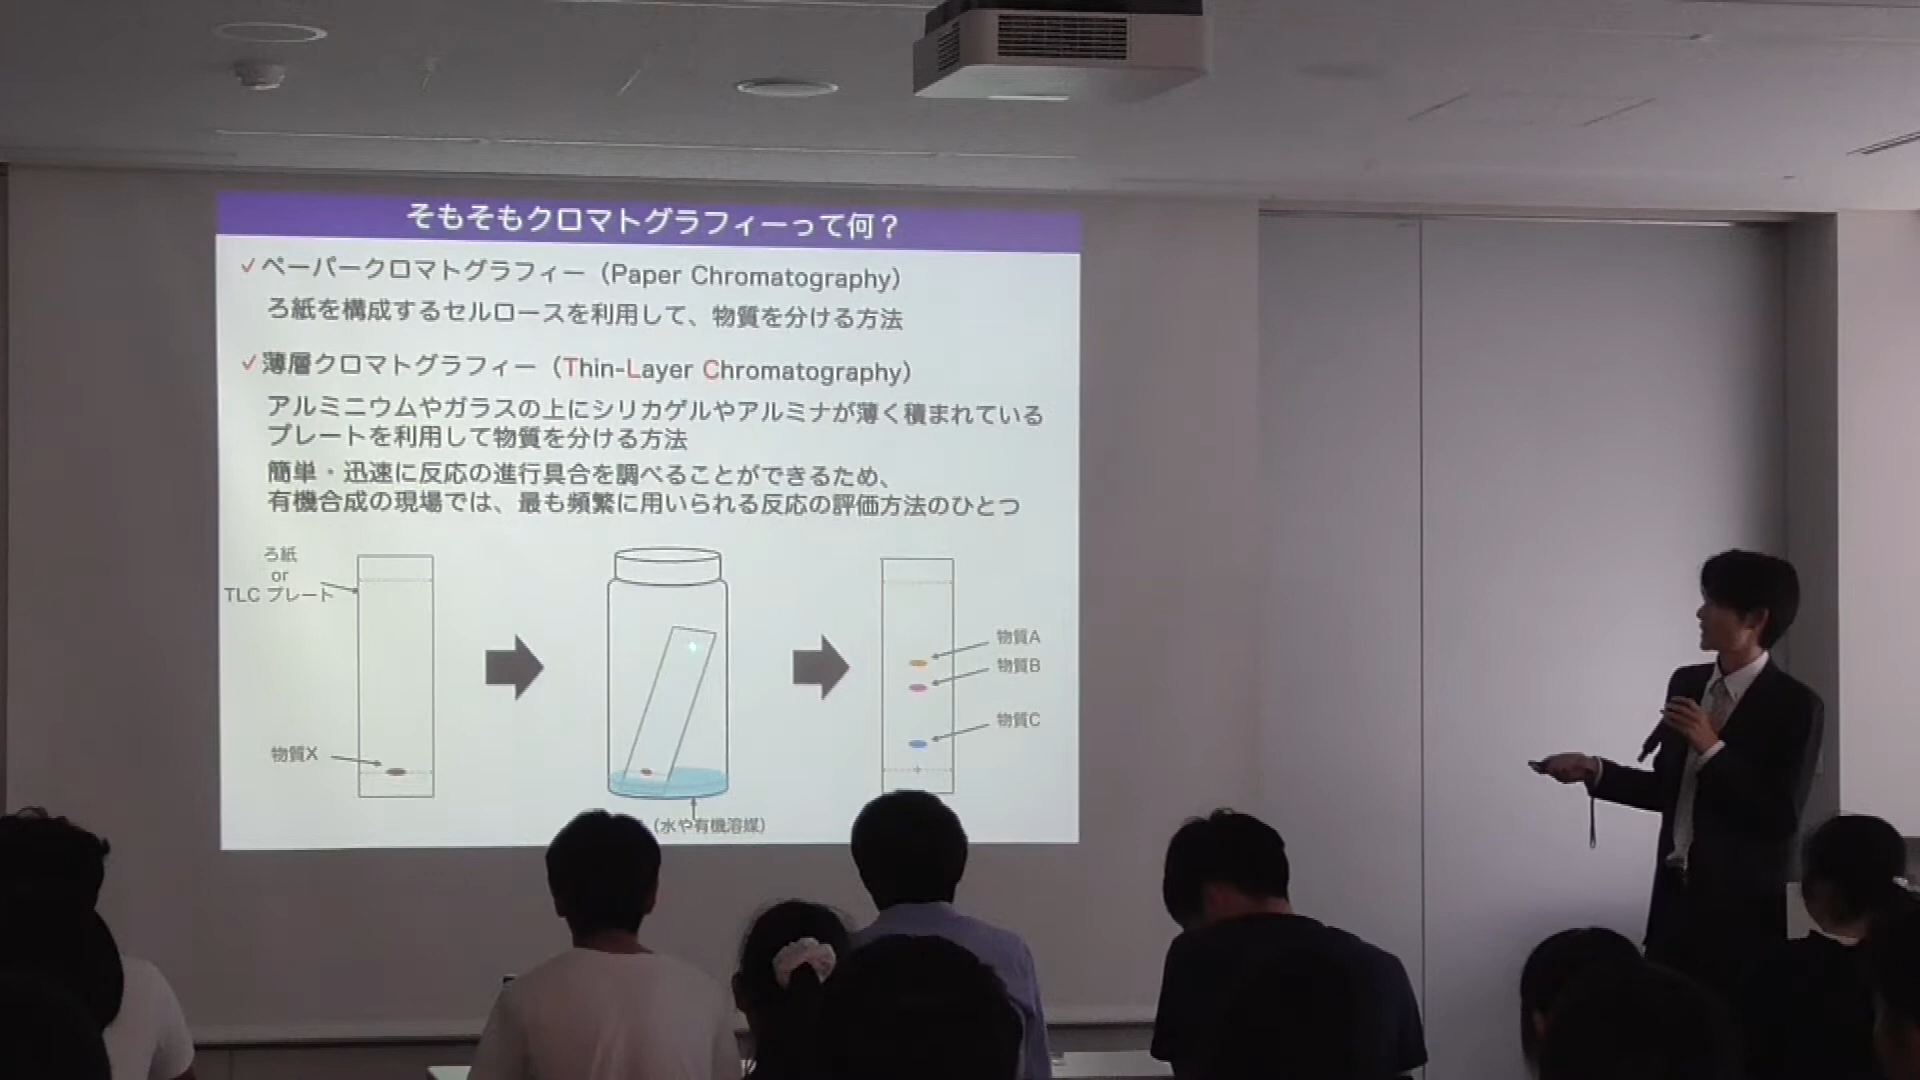 そもそもクロマトグラフィーって何？
✓ペーパークロマトグラフィー（Paper Chromatography）
ろ紙を構成するセルロースを利用して、物質を分ける方法
✓薄層クロマトグラフィー（Thin-Layer Chromatography）
アルミニウムやガラスの上にシリカゲルやアルミナが薄く積まれている
プレートを利用して物質を分ける方法
簡単・迅速に反応の進行具合を調べることができるため、
有機合成の現場では、最も頻繁に用いられる反応の評価方法のひとつ
ろ紙
or
TLC プレート
物質X
（水や有機溶媒）
物質A
物質B
物質C